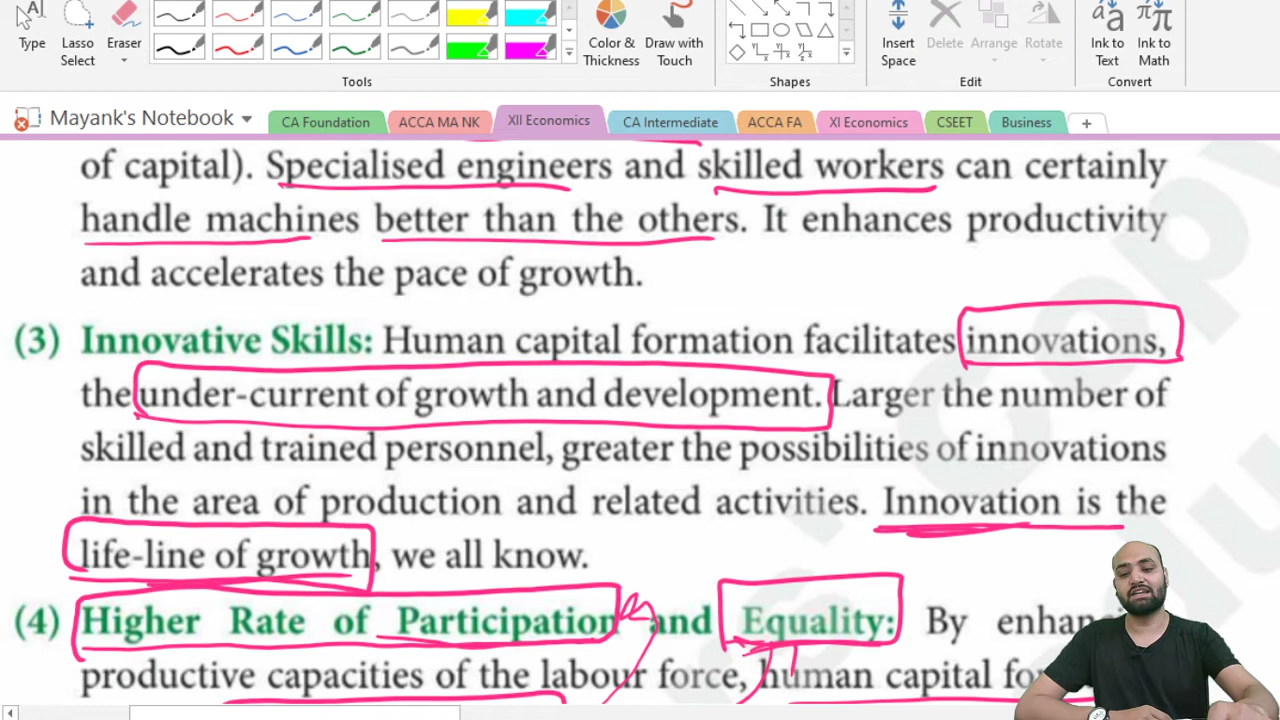 Type
Lasso Select
Eraser
Color & Thickness
Draw with Touch
Insert Space
Delete
Arrange
Rotate
Ink to Text
Ink to Math
Tools
Shapes
Edit
Convert
Mayank's Notebook
CA Foundation
ACCA MA NK
XII Economics
CA Intermediate
ACCA FA
XI Economics
CSEET
Business
of capital). Specialised engineers and skilled workers can certainly
handle machines better than the others. It enhances productivity
and accelerates the pace of growth.
(3) Innovative Skills: Human capital formation facilitates innovations,
the under-current of growth and development. Larger the number of
skilled and trained personnel, greater the possibilities of innovations
in the area of production and related activities. Innovation is the
life-line of growth, we all know.
(4) Higher Rate of Participation and Equality: By
productive capacities of the labour force, human capital